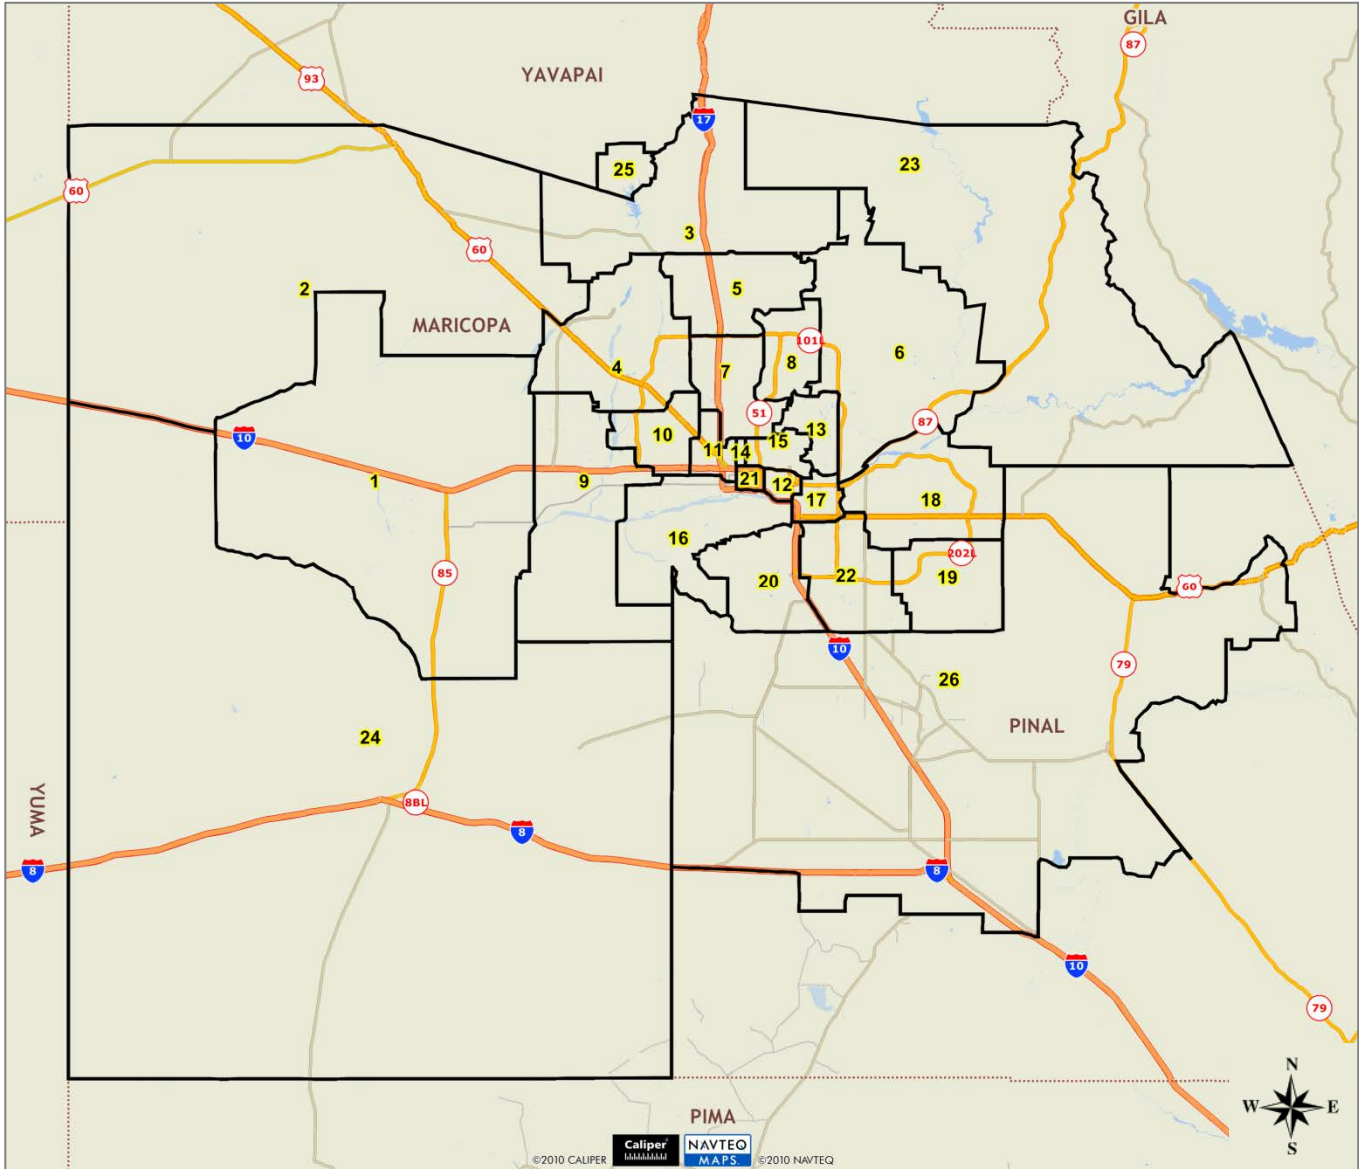 GILA
87
YAVAPAI
93
17
25
23
60
3
60
2
5
MARICOPA
101L
6
4
7
8
51
87
13
10
10
15
11
14
1
9
21
12
17
18
16
202L
85
20
22
19
60
10
79
26
24
PINAL
YUMA
8BL
8
8
8
10
79
N
W E
S
PIMA
©2010 CALIPER
Caliper
NAVTEQ
MAPS
©2010 NAVTEQ